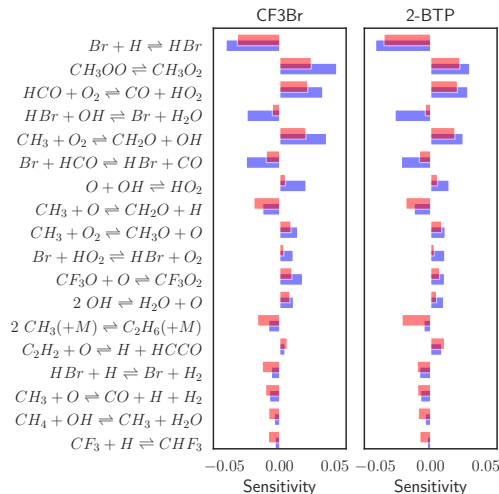 CF3Br 2-BTP
Br + H ⇌ HBr
CH3OO ⇌ CH3O2
HCO + O2 ⇌ CO + HO2
HBr + OH ⇌ Br + H2O
CH3 + O2 ⇌ CH2O + OH
Br + HCO ⇌ HBr + CO
O + OH ⇌ HO2
CH3 + O ⇌ CH2O + H
CH3 + O2 ⇌ CH3O + O
Br + HO2 ⇌ HBr + O2
CF3O + O ⇌ CF3O2
2 OH ⇌ H2O + O
2 CH3(+M) ⇌ C2H6(+M)
C2H2 + O ⇌ H + HCCO
HBr + H ⇌ Br + H2
CH3 + O ⇌ CO + H + H2
CH4 + OH ⇌ CH3 + H2O
CF3 + H ⇌ CHF3
−0.05 0.00 0.05 −0.05 0.00 0.05
Sensitivity Sensitivity